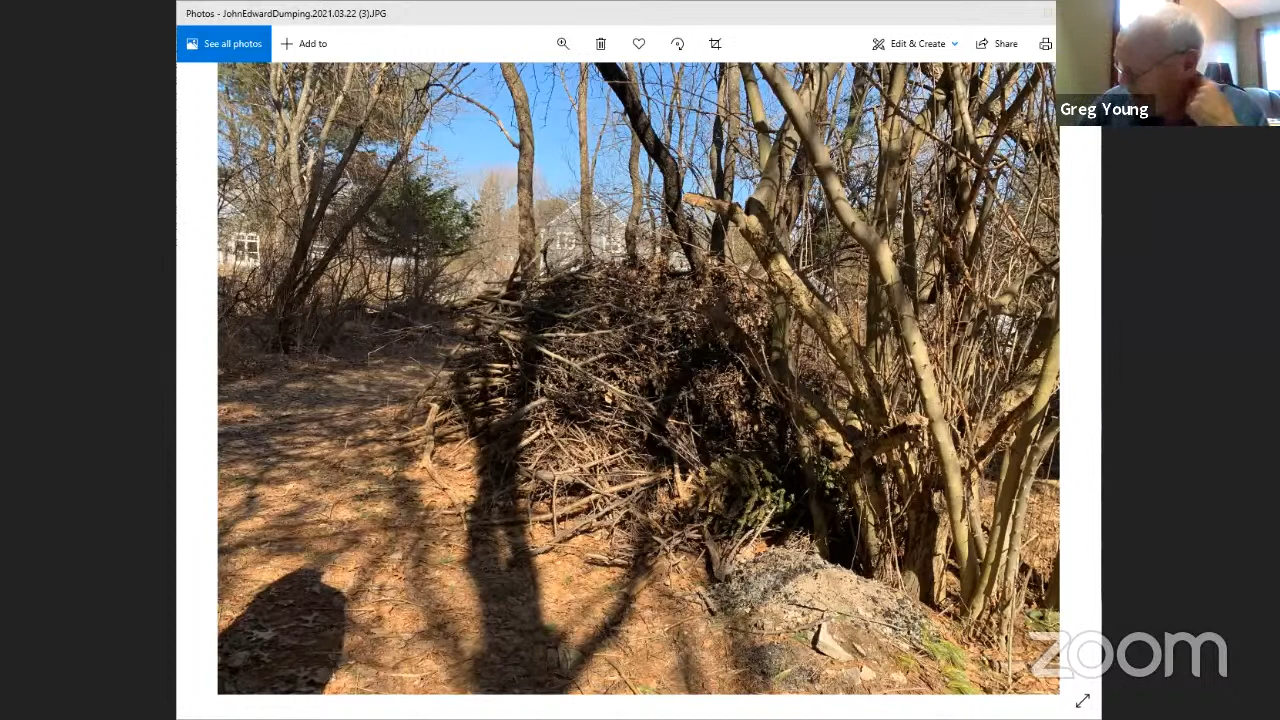 Photos - JohnEdwardDumping.2021.03.22 (3).JPG
See all photos
Add to
Edit & Create
Share
Greg Young
zoom